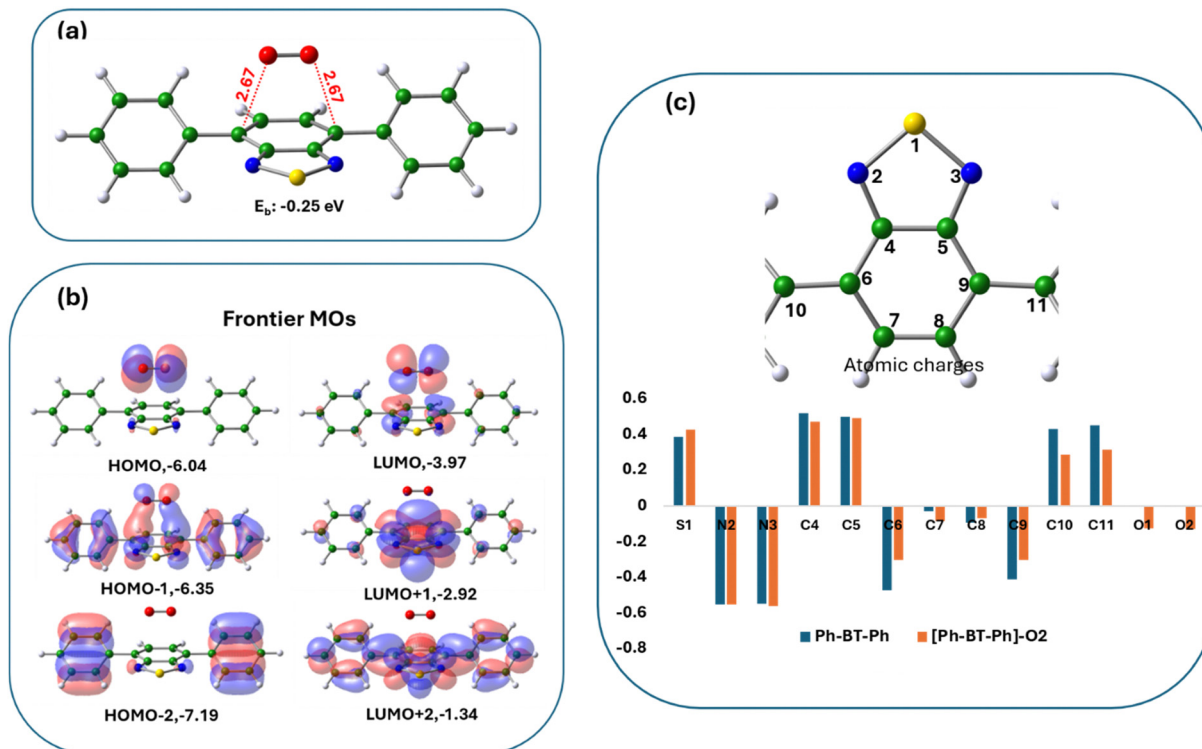 (a)
2.67
2.67
E_b: -0.25 eV
(b)
Frontier MOs
HOMO,-6.04
LUMO,-3.97
HOMO-1,-6.35
LUMO+1,-2.92
HOMO-2,-7.19
LUMO+2,-1.34
(c)
1
2
3
4
5
6
9
10
11
7
8
Atomic charges
0.6
0.4
0.2
0
-0.2
-0.4
-0.6
-0.8
S1 N2 N3 C4 C5 C6 C7 C8 C9 C10 C11 O1 O2
Ph-BT-Ph [Ph-BT-Ph]-O2